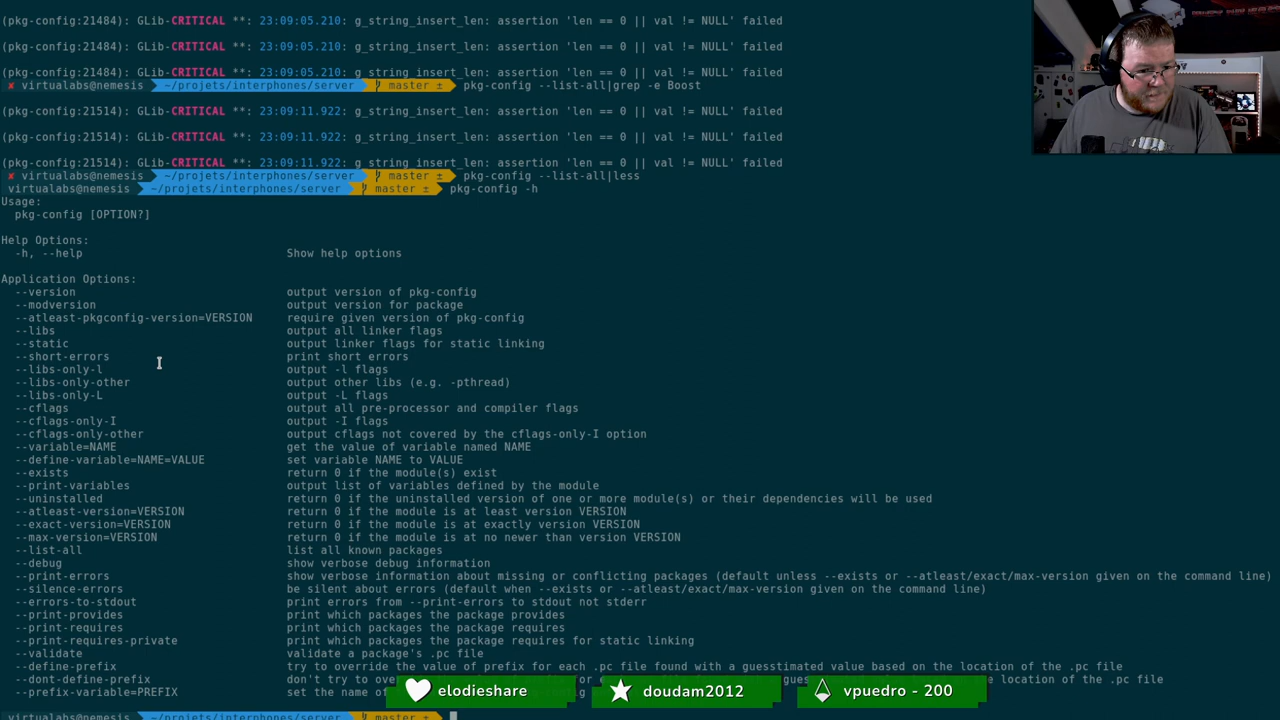 (pkg-config:21484): GLib-CRITICAL **: 23:09:05.210: g_string_insert_len: assertion 'len == 0 || val != NULL' failed
(pkg-config:21484): GLib-CRITICAL **: 23:09:05.210: g_string_insert_len: assertion 'len == 0 || val != NULL' failed
(pkg-config:21484): GLib-CRITICAL **: 23:09:05.210: g_string_insert_len: assertion 'len == 0 || val != NULL' failed
✘ virtualabs@nemesis ~/projets/interphones/server master ± pkg-config --list-all|grep -e Boost
(pkg-config:21514): GLib-CRITICAL **: 23:09:11.922: g_string_insert_len: assertion 'len == 0 || val != NULL' failed
(pkg-config:21514): GLib-CRITICAL **: 23:09:11.922: g_string_insert_len: assertion 'len == 0 || val != NULL' failed
(pkg-config:21514): GLib-CRITICAL **: 23:09:11.922: g_string_insert_len: assertion 'len == 0 || val != NULL' failed
✘ virtualabs@nemesis ~/projets/interphones/server master ± pkg-config --list-all|less
virtualabs@nemesis ~/projets/interphones/server master ± pkg-config -h
Usage:
pkg-config [OPTION?]
Help Options:
-h, --help Show help options
Application Options:
--version output version of pkg-config
--modversion output version for package
--atleast-pkgconfig-version=VERSION require given version of pkg-config
--libs output all linker flags
--static output linker flags for static linking
--short-errors print short errors
--libs-only-l output -l flags
--libs-only-other output other libs (e.g. -pthread)
--libs-only-L output -L flags
--cflags output all pre-processor and compiler flags
--cflags-only-I output -I flags
--cflags-only-other output cflags not covered by the cflags-only-I option
--variable=NAME get the value of variable named NAME
--define-variable=NAME=VALUE set variable NAME to VALUE
--exists return 0 if the module(s) exist
--print-variables output list of variables defined by the module
--uninstalled return 0 if the uninstalled version of one or more module(s) or their dependencies will be used
--atleast-version=VERSION return 0 if the module is at least version VERSION
--exact-version=VERSION return 0 if the module is at exactly version VERSION
--max-version=VERSION return 0 if the module is at no newer than version VERSION
--list-all list all known packages
--debug show verbose debug information
--print-errors show verbose information about missing or conflicting packages (default unless --exists or --atleast/exact/max-version given on the command line)
--silence-errors be silent about errors (default when --exists or --atleast/exact/max-version given on the command line)
--errors-to-stdout print errors from --print-errors to stdout not stderr
--print-provides print which packages the package provides
--print-requires print which packages the package requires
--print-requires-private print which packages the package requires for static linking
--validate validate a package's .pc file
--define-prefix try to override the value of prefix for each .pc file found with a guesstimated value based on the location of the .pc file
--dont-define-prefix don't try to location of the .pc file
--prefix-variable=PREFIX set the name of
elodieshare
doudam2012
vpuedro - 200
virtualabs@nemesis ~/projets/interphones/server master ±